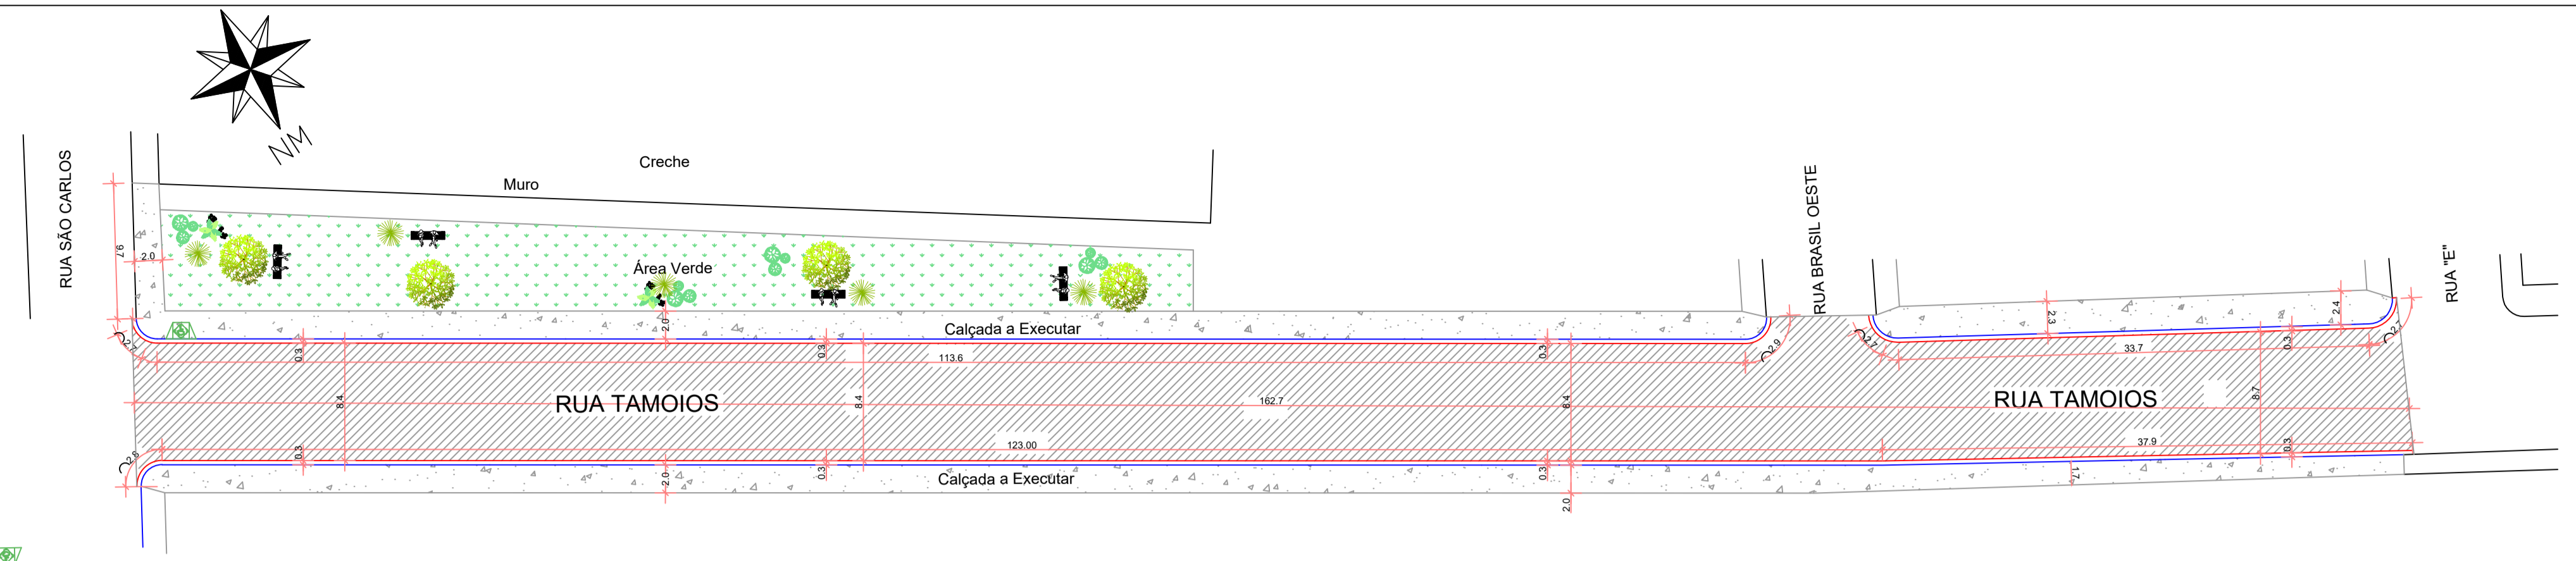 NM
RUA SÃO CARLOS
Creche
Muro
RUA BRASIL OESTE
RUA "E"
9.7
2.0
Área Verde
2.0
Calçada a Executar
2.3
2.4
2.7
0.3
0.3
0.3
2.9
2.7
0.3
2.7
113.6
33.7
8.4
8.4
8.4
8.7
RUA TAMOIOS
162.7
RUA TAMOIOS
123.00
37.9
2.6
0.3
0.3
0.3
0.3
2.0
Calçada a Executar
1.7
2.0